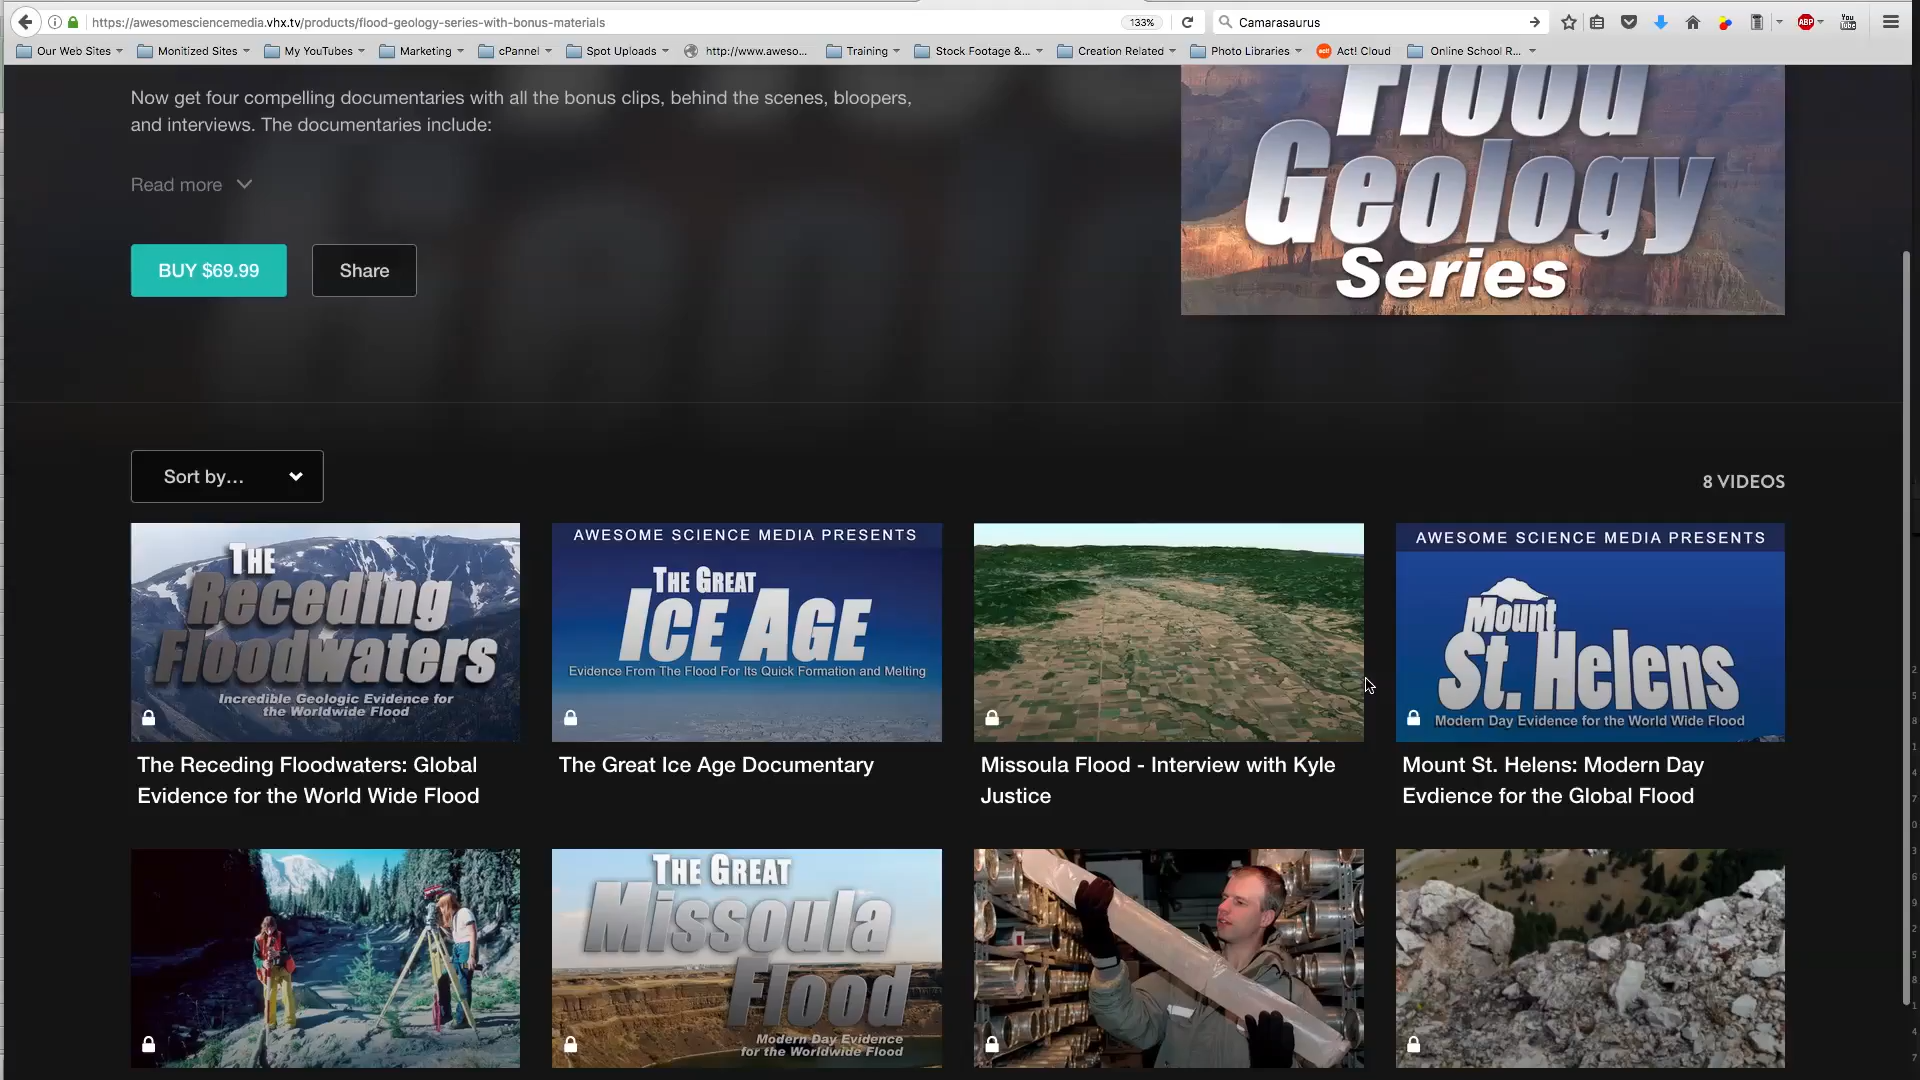 https://awesomesciencemedia.vhx.tv/products/flood-geology-series-with-bonus-materials
133%
Camarasaurus
ABP
You
Tube
Our Web Sites
Monitized Sites
My YouTubes
Marketing
cPannel
Spot Uploads
http://www.aweso...
Training
Stock Footage &...
Creation Related
Photo Libraries
act!
Act! Cloud
Online School R...
Now get four compelling documentaries with all the bonus clips, behind the scenes, bloopers,
and interviews. The documentaries include:
Read more
BUY $69.99
Share
Flood
Geology
Series
Sort by...
8 VIDEOS
THE
Receding
Floodwaters
Incredible Geologic Evidence for
the Worldwide Flood
The Receding Floodwaters: Global
Evidence for the World Wide Flood
AWESOME SCIENCE MEDIA PRESENTS
THE GREAT
ICE AGE
Evidence From The Flood For Its Quick Formation and Melting
The Great Ice Age Documentary
Missoula Flood - Interview with Kyle
Justice
AWESOME SCIENCE MEDIA PRESENTS
Mount
St. Helens
Modern Day Evidence for the World Wide Flood
Mount St. Helens: Modern Day
Evdience for the Global Flood
THE GREAT
Missoula
Flood
Modern Day Evidence
for the Worldwide Flood